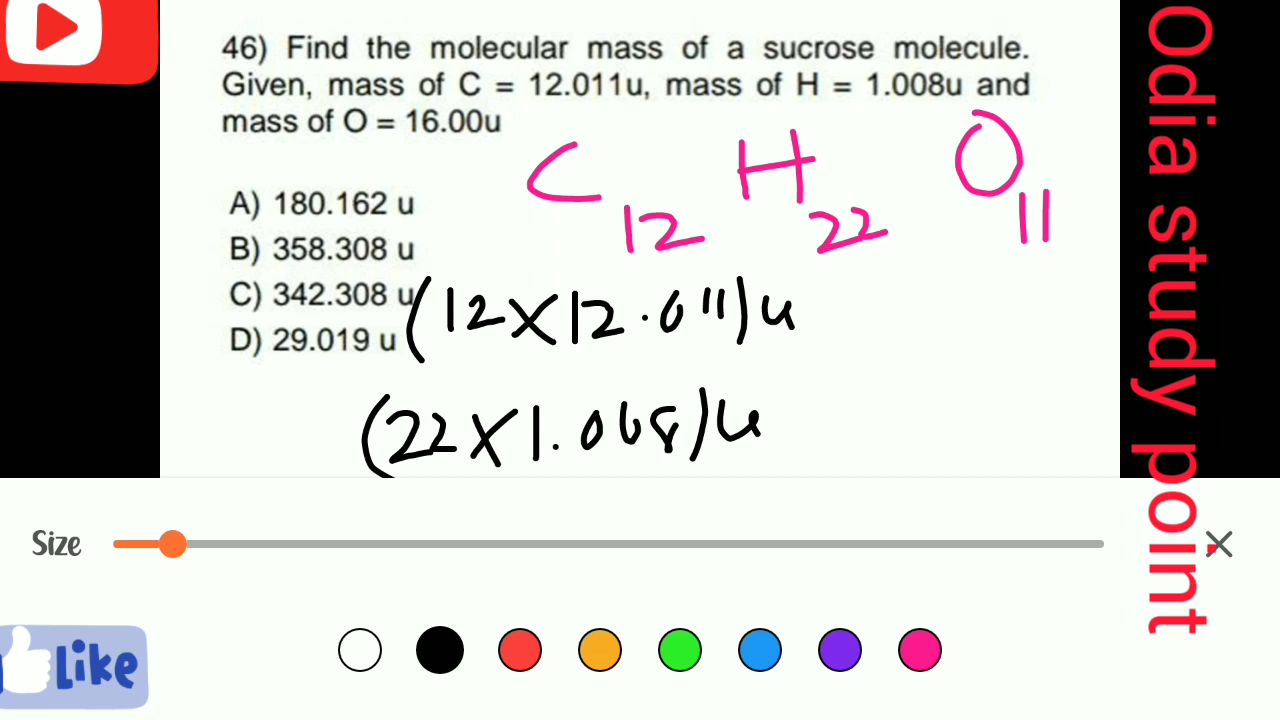 46) Find the molecular mass of a sucrose molecule.
Given, mass of C = 12.011u, mass of H = 1.008u and
mass of O = 16.00u
C12 H22 O11
A) 180.162 u
B) 358.308 u
C) 342.308 u
D) 29.019 u
(12×12.011)u
(22×1.008)u
Size
Like
Odia study point